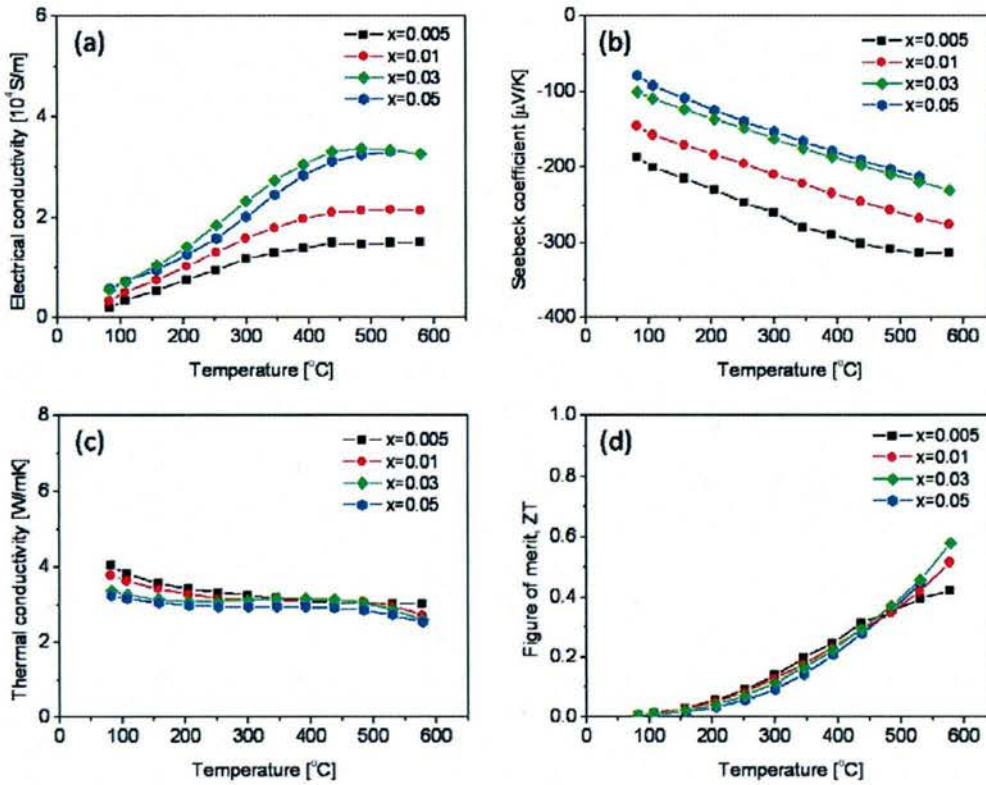 (a)
x=0.005
x=0.01
x=0.03
x=0.05
Electrical conductivity [10⁴S/m]
6
4
2
0
0 100 200 300 400 500 600
Temperature [°C]
(b)
x=0.005
x=0.01
x=0.03
x=0.05
Seebeck coefficient [μV/K]
0
-100
-200
-300
-400
0 100 200 300 400 500 600
Temperature [°C]
(c)
x=0.005
x=0.01
x=0.03
x=0.05
Thermal conductivity [W/mK]
8
6
4
2
0
0 100 200 300 400 500 600
Temperature [°C]
(d)
x=0.005
x=0.01
x=0.03
x=0.05
Figure of merit, ZT
1.0
0.8
0.6
0.4
0.2
0.0
0 100 200 300 400 500 600
Temperature [°C]